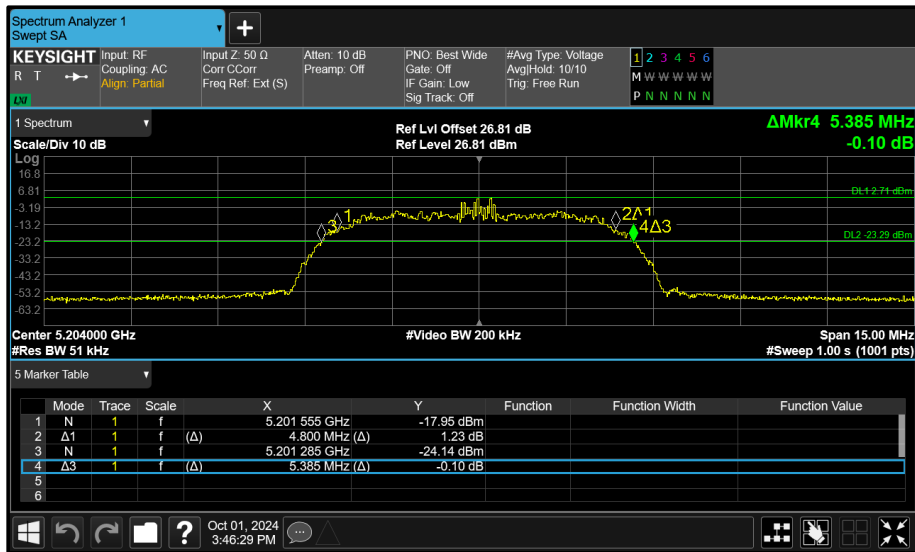 Spectrum Analyzer 1
Swept SA
+
KEYSIGHT
R T
LXI
Input: RF
Coupling: AC
Align: Partial
Input Z: 50 Ω
Corr CCorr
Freq Ref: Ext (S)
Atten: 10 dB
Preamp: Off
PNO: Best Wide
Gate: Off
IF Gain: Low
Sig Track: Off
#Avg Type: Voltage
Avg|Hold: 10/10
Trig: Free Run
1 2 3 4 5 6
M W W W W W
P N N N N N
1 Spectrum
Scale/Div 10 dB
Ref Lvl Offset 26.81 dB
Ref Level 26.81 dBm
ΔMkr4 5.385 MHz
-0.10 dB
Log
16.8
6.81
-3.19
-13.2
-23.2
-33.2
-43.2
-53.2
-63.2
DL1 2.71 dBm
DL2 -23.29 dBm
3
1
2Δ1
4Δ3
Center 5.204000 GHz
#Video BW 200 kHz
Span 15.00 MHz
#Res BW 51 kHz
#Sweep 1.00 s (1001 pts)
5 Marker Table
Mode Trace Scale X Y Function Function Width Function Value
1 N 1 f 5.201 555 GHz -17.95 dBm
2 Δ1 1 f (Δ) 4.800 MHz (Δ) 1.23 dB
3 N 1 f 5.201 285 GHz -24.14 dBm
4 Δ3 1 f (Δ) 5.385 MHz (Δ) -0.10 dB
5
6
?
Oct 01, 2024
3:46:29 PM